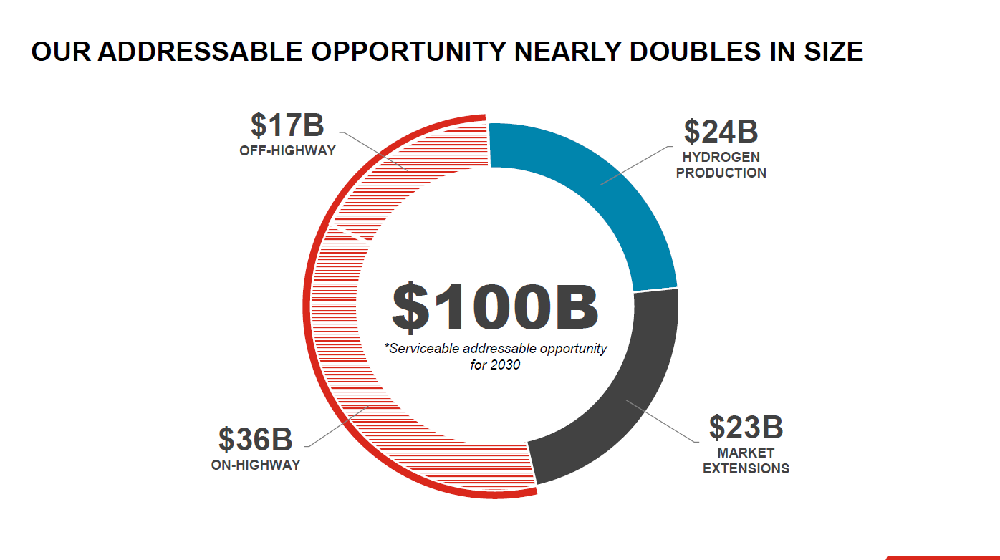 OUR ADDRESSABLE OPPORTUNITY NEARLY DOUBLES IN SIZE
$17B
OFF-HIGHWAY
$24B
HYDROGEN
PRODUCTION
$100B
*Serviceable addressable opportunity
for 2030
$36B
ON-HIGHWAY
$23B
MARKET
EXTENSIONS